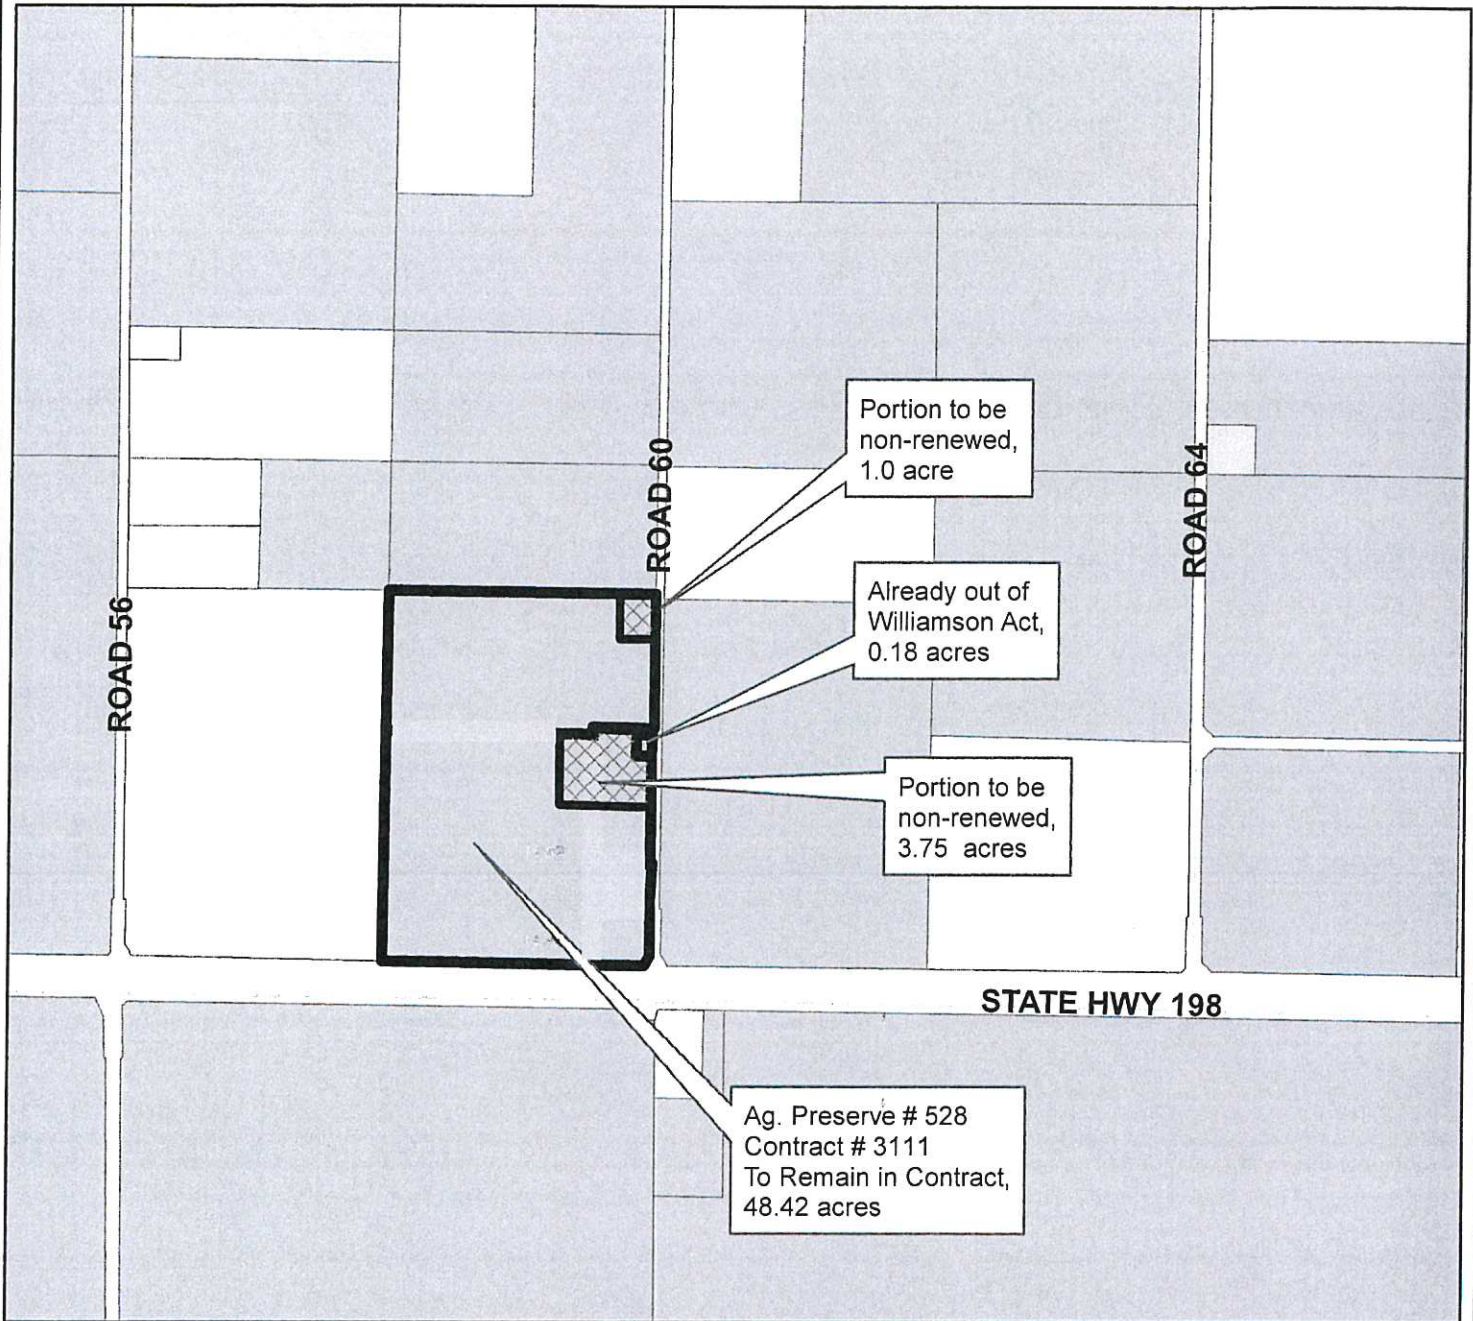 Portion to be
non-renewed,
1.0 acre
ROAD 60
ROAD 64
Already out of
Williamson Act,
0.18 acres
ROAD 56
Portion to be
non-renewed,
3.75 acres
STATE HWY 198
Ag. Preserve # 528
Contract # 3111
To Remain in Contract,
48.42 acres